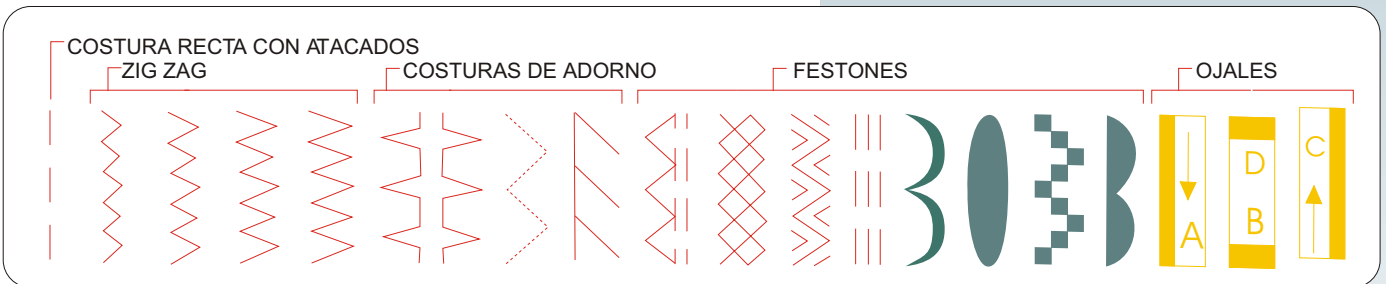 COSTURA RECTA CON ATACADOS
ZIG ZAG
COSTURAS DE ADORNO
FESTONES
OJALES
A
D
B
C